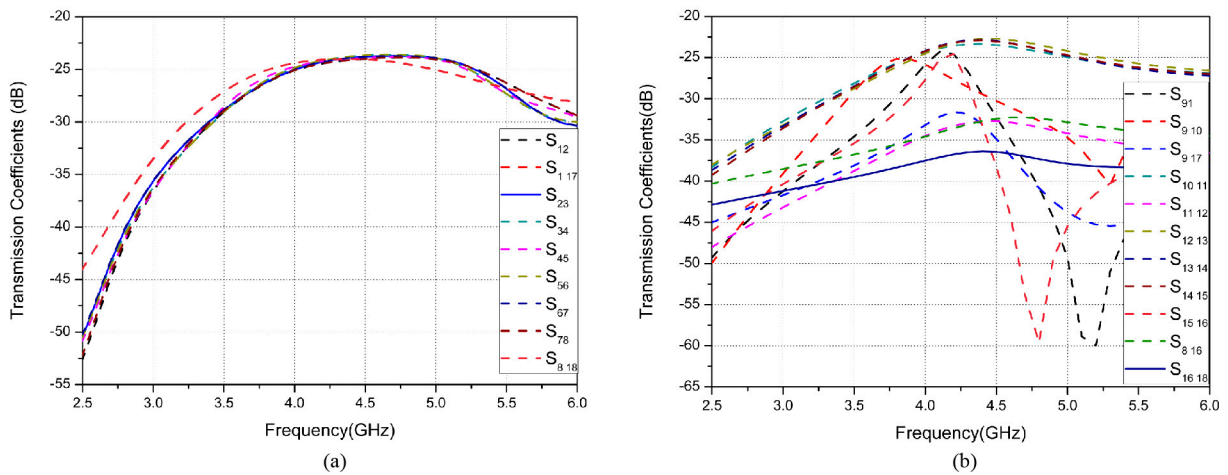 Transmission Coefficients (dB)
-20
-25
-30
-35
-40
-45
-50
-55
2.5 3.0 3.5 4.0 4.5 5.0 5.5 6.0
Frequency(GHz)
S12
S1 17
S23
S34
S45
S56
S67
S78
S8 18
(a)
Transmission Coefficients(dB)
-20
-25
-30
-35
-40
-45
-50
-55
-60
-65
2.5 3.0 3.5 4.0 4.5 5.0 5.5 6.0
Frequency(GHz)
S91
S9 10
S9 17
S10 11
S11 12
S12 13
S13 14
S14 15
S15 16
S8 16
S16 18
(b)